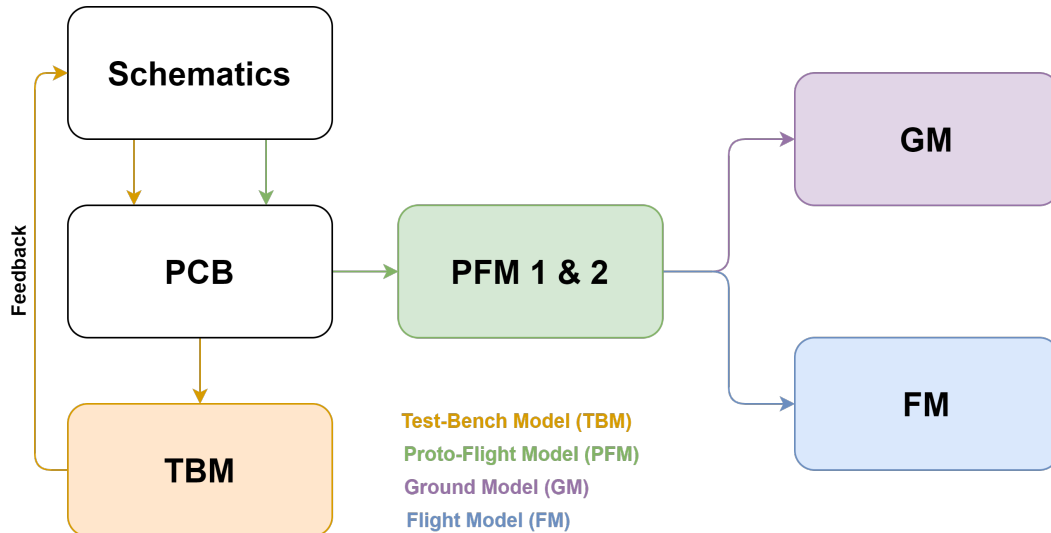 Schematics
GM
Feedback
PCB
PFM 1 & 2
FM
TBM
Test-Bench Model (TBM)
Proto-Flight Model (PFM)
Ground Model (GM)
Flight Model (FM)